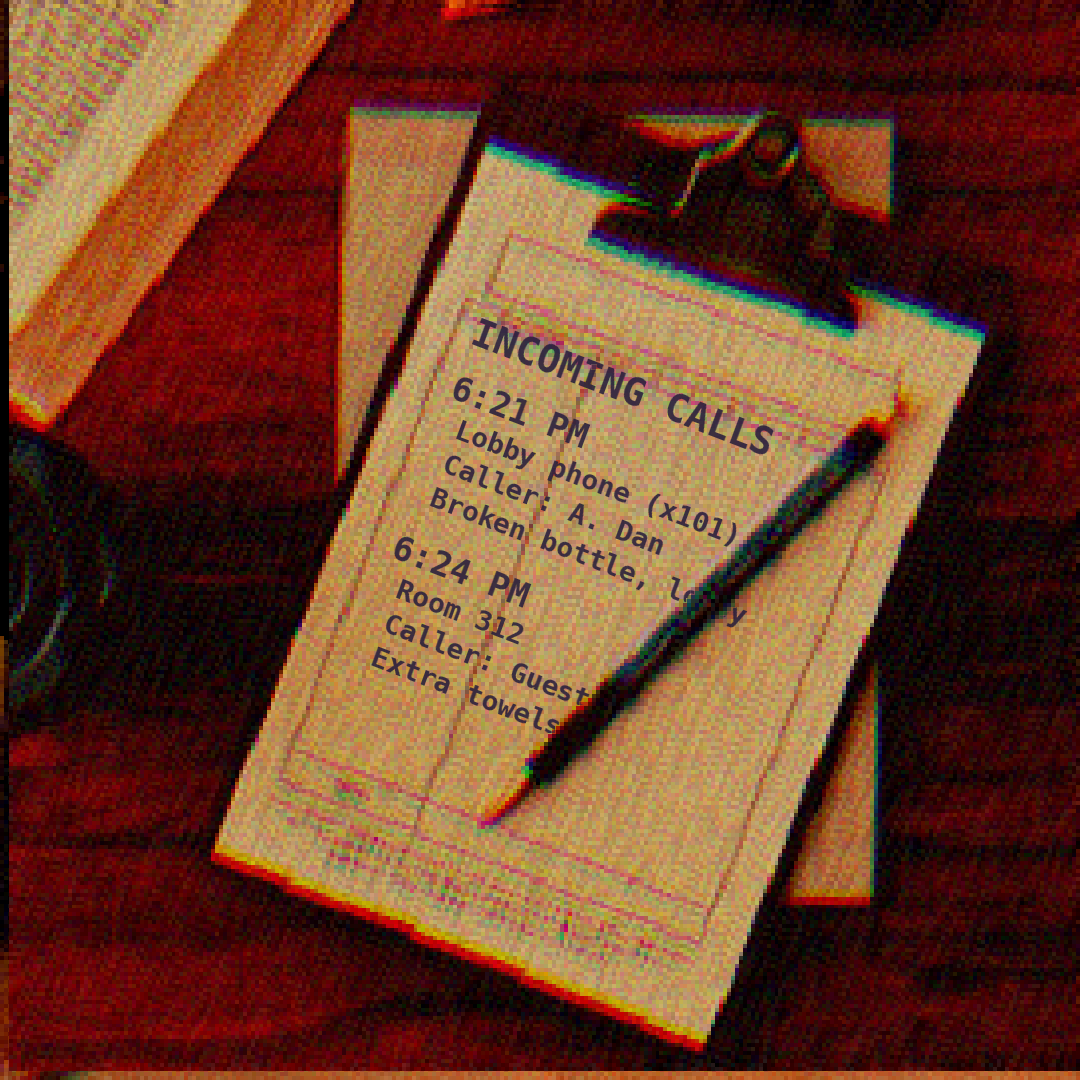 INCOMING CALLS
6:21 PM
Lobby phone (x101)
Caller: A. Dan
Broken bottle,
6:24 PM
Room 312
Caller: Guest
Extra towels